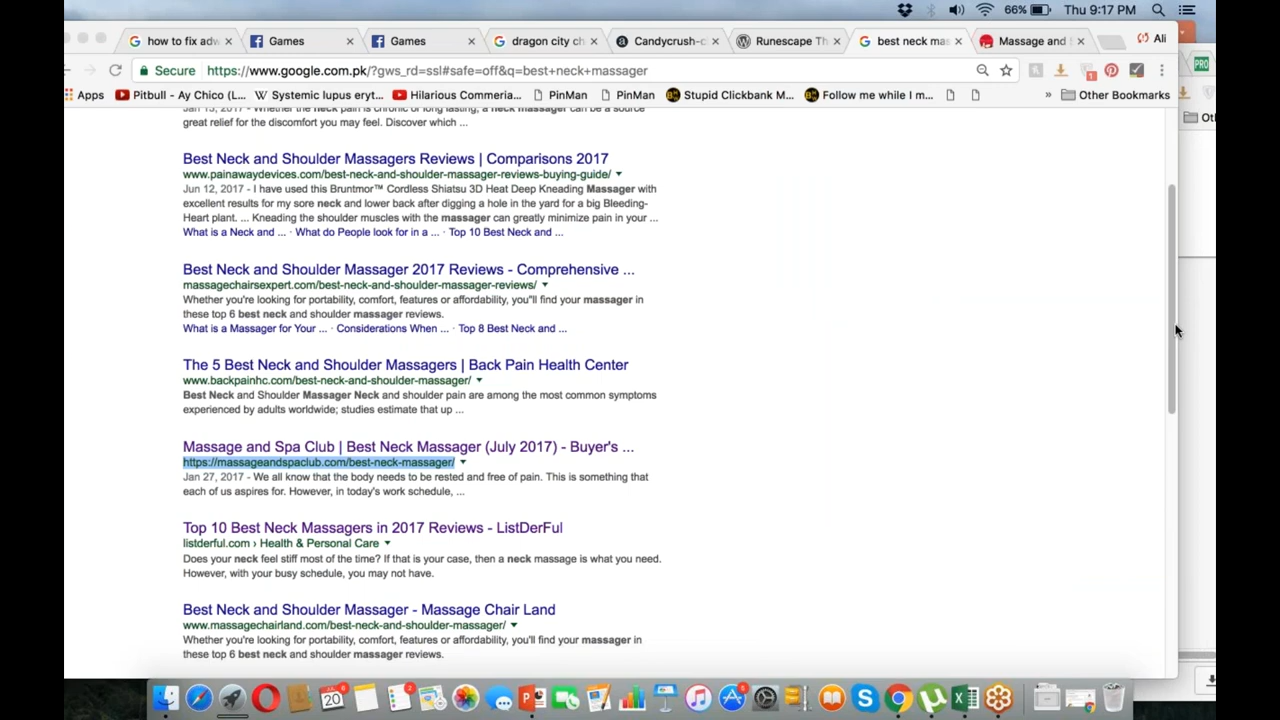 66% Thu 9:17 PM
how to fix adw
Games
Games
dragon city ch
Candycrush-c
Runescape Th
best neck mas
Massage and
Ali
Secure https://www.google.com.pk/?gws_rd=ssl#safe=off&q=best+neck+massager
1
PRO
Apps
Pitbull - Ay Chico (L...
Systemic lupus eryt...
Hilarious Commeria...
PinMan
PinMan
Stupid Clickbank M...
Follow me while I m...
» Other Bookmarks
great relief for the discomfort you may feel. Discover which ...
Best Neck and Shoulder Massagers Reviews | Comparisons 2017
www.painawaydevices.com/best-neck-and-shoulder-massager-reviews-buying-guide/
Jun 12, 2017 - I have used this Bruntmor™ Cordless Shiatsu 3D Heat Deep Kneading Massager with
excellent results for my sore neck and lower back after digging a hole in the yard for a big Bleeding-
Heart plant. ... Kneading the shoulder muscles with the massager can greatly minimize pain in your ...
What is a Neck and ... · What do People look for in a ... · Top 10 Best Neck and ...
Best Neck and Shoulder Massager 2017 Reviews - Comprehensive ...
massagechairsexpert.com/best-neck-and-shoulder-massager-reviews/
Whether you're looking for portability, comfort, features or affordability, you"ll find your massager in
these top 6 best neck and shoulder massager reviews.
What is a Massager for Your ... · Considerations When ... · Top 8 Best Neck and ...
The 5 Best Neck and Shoulder Massagers | Back Pain Health Center
www.backpainhc.com/best-neck-and-shoulder-massager/
Best Neck and Shoulder Massager Neck and shoulder pain are among the most common symptoms
experienced by adults worldwide; studies estimate that up ...
Massage and Spa Club | Best Neck Massager (July 2017) - Buyer's ...
https://massageandspaclub.com/best-neck-massager/
Jan 27, 2017 - We all know that the body needs to be rested and free of pain. This is something that
each of us aspires for. However, in today's work schedule, ...
Top 10 Best Neck Massagers in 2017 Reviews - ListDerFul
listderful.com › Health & Personal Care
Does your neck feel stiff most of the time? If that is your case, then a neck massage is what you need.
However, with your busy schedule, you may not have.
Best Neck and Shoulder Massager - Massage Chair Land
www.massagechairland.com/best-neck-and-shoulder-massager/
Whether you're looking for portability, comfort, features or affordability, you'll find your massager in
these top 6 best neck and shoulder massager reviews.
20